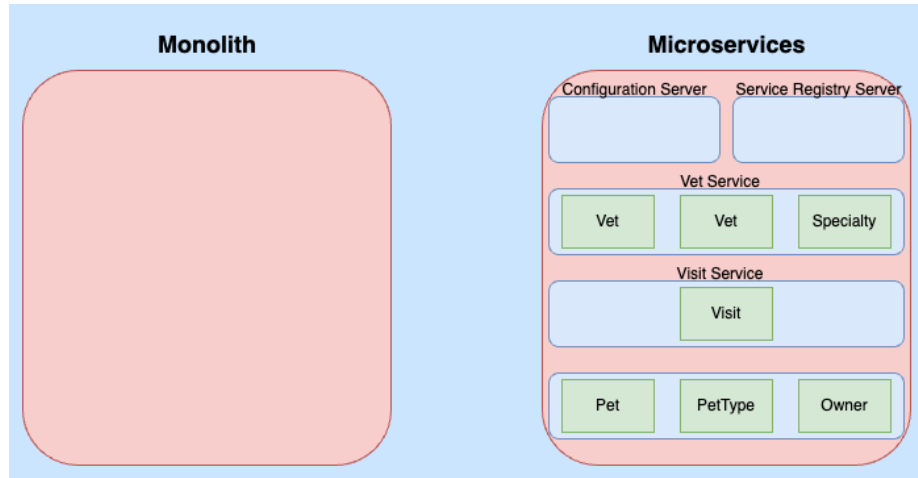 Monolith
Microservices
Configuration Server
Service Registry Server
Vet Service
Vet
Vet
Specialty
Visit Service
Visit
Pet
PetType
Owner